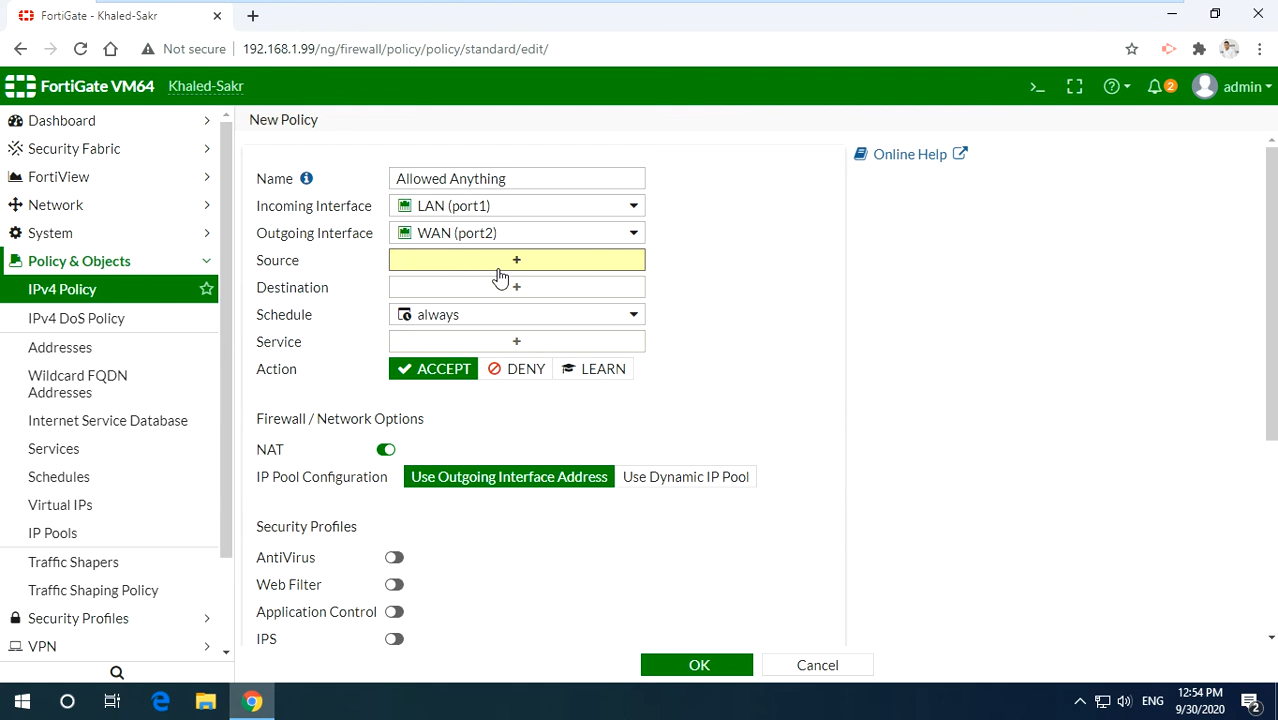 FortiGate - Khaled-Sakr
Not secure
192.168.1.99/ng/firewall/policy/policy/standard/edit/
FortiGate VM64
Khaled-Sakr
2
admin
Dashboard
Security Fabric
FortiView
Network
System
Policy & Objects
IPv4 Policy
IPv4 DoS Policy
Addresses
Wildcard FQDN
Addresses
Internet Service Database
Services
Schedules
Virtual IPs
IP Pools
Traffic Shapers
Traffic Shaping Policy
Security Profiles
VPN
New Policy
Name Allowed Anything
Incoming Interface LAN (port1)
Outgoing Interface WAN (port2)
Source +
Destination +
Schedule always
Service +
Action ACCEPT DENY LEARN
Firewall / Network Options
NAT
IP Pool Configuration Use Outgoing Interface Address Use Dynamic IP Pool
Security Profiles
AntiVirus
Web Filter
Application Control
IPS
OK Cancel
Online Help
ENG
12:54 PM
9/30/2020
2